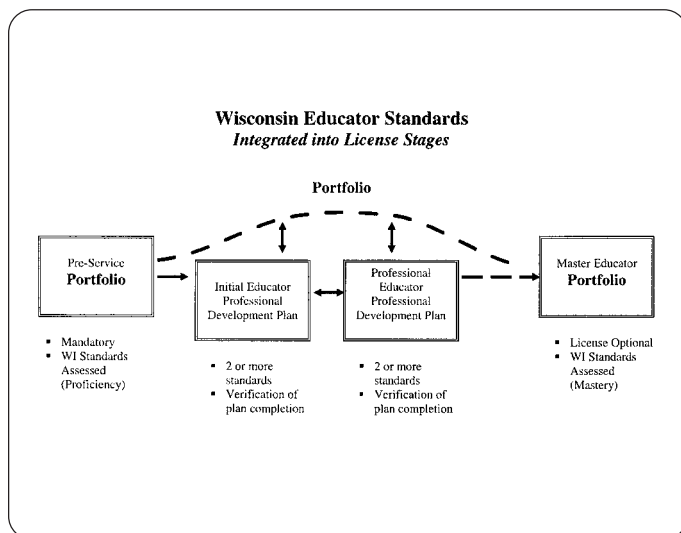 Wisconsin Educator Standards
Integrated into License Stages
Portfolio
Pre-Service
Portfolio
▪ Mandatory
▪ WI Standards
Assessed
(Proficiency)
Initial Educator
Professional
Development Plan
▪ 2 or more
standards
▪ Verification of
plan completion
Professional
Educator
Professional
Development Plan
▪ 2 or more
standards
▪ Verification of
plan completion
Master Educator
Portfolio
▪ License Optional
▪ WI Standards
Assessed
(Mastery)